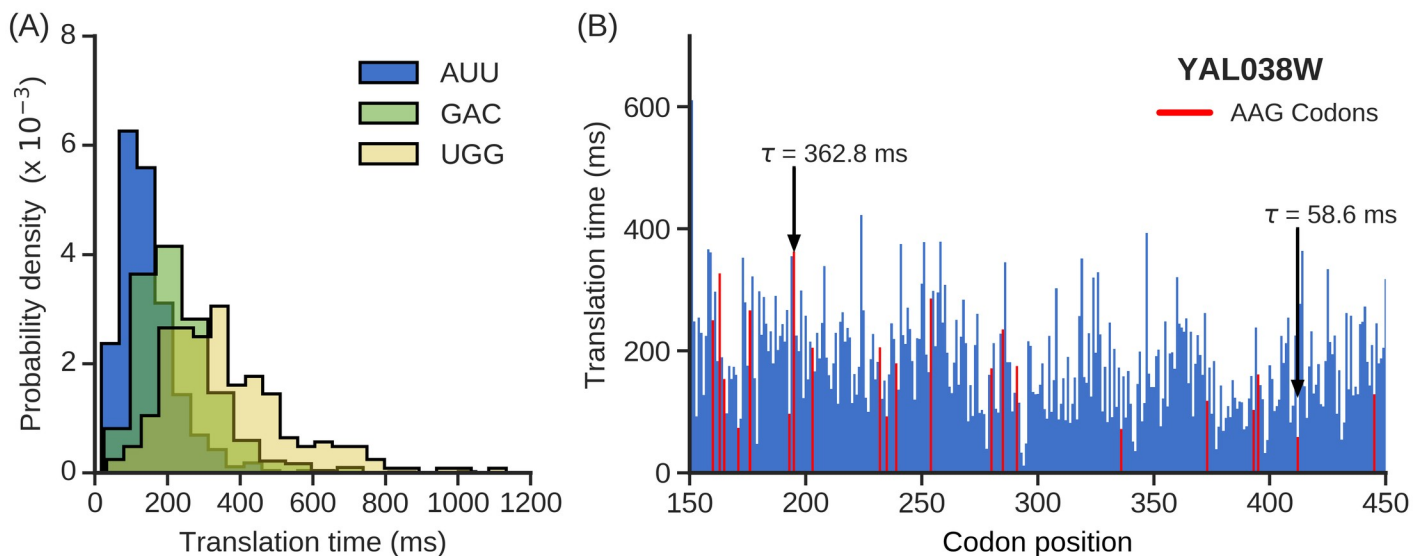 (A)
8
6
4
2
0
Probability density (x 10⁻³)
AUU
GAC
UGG
0 200 400 600 800 1000 1200
Translation time (ms)
(B)
600
400
200
0
Translation time (ms)
YAL038W
AAG Codons
τ = 362.8 ms
τ = 58.6 ms
150 200 250 300 350 400 450
Codon position